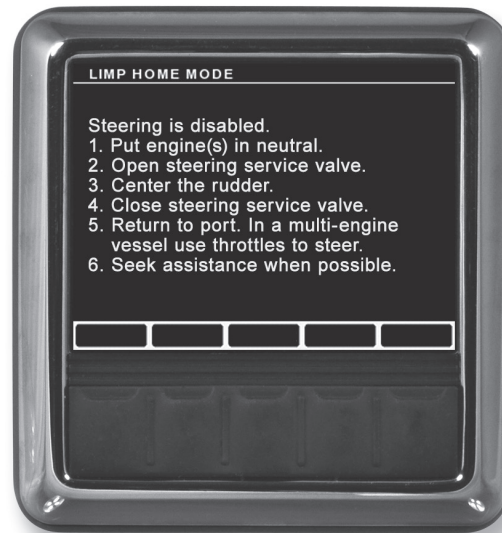 LIMP HOME MODE
Steering is disabled.
1. Put engine(s) in neutral.
2. Open steering service valve.
3. Center the rudder.
4. Close steering service valve.
5. Return to port. In a multi-engine
vessel use throttles to steer.
6. Seek assistance when possible.